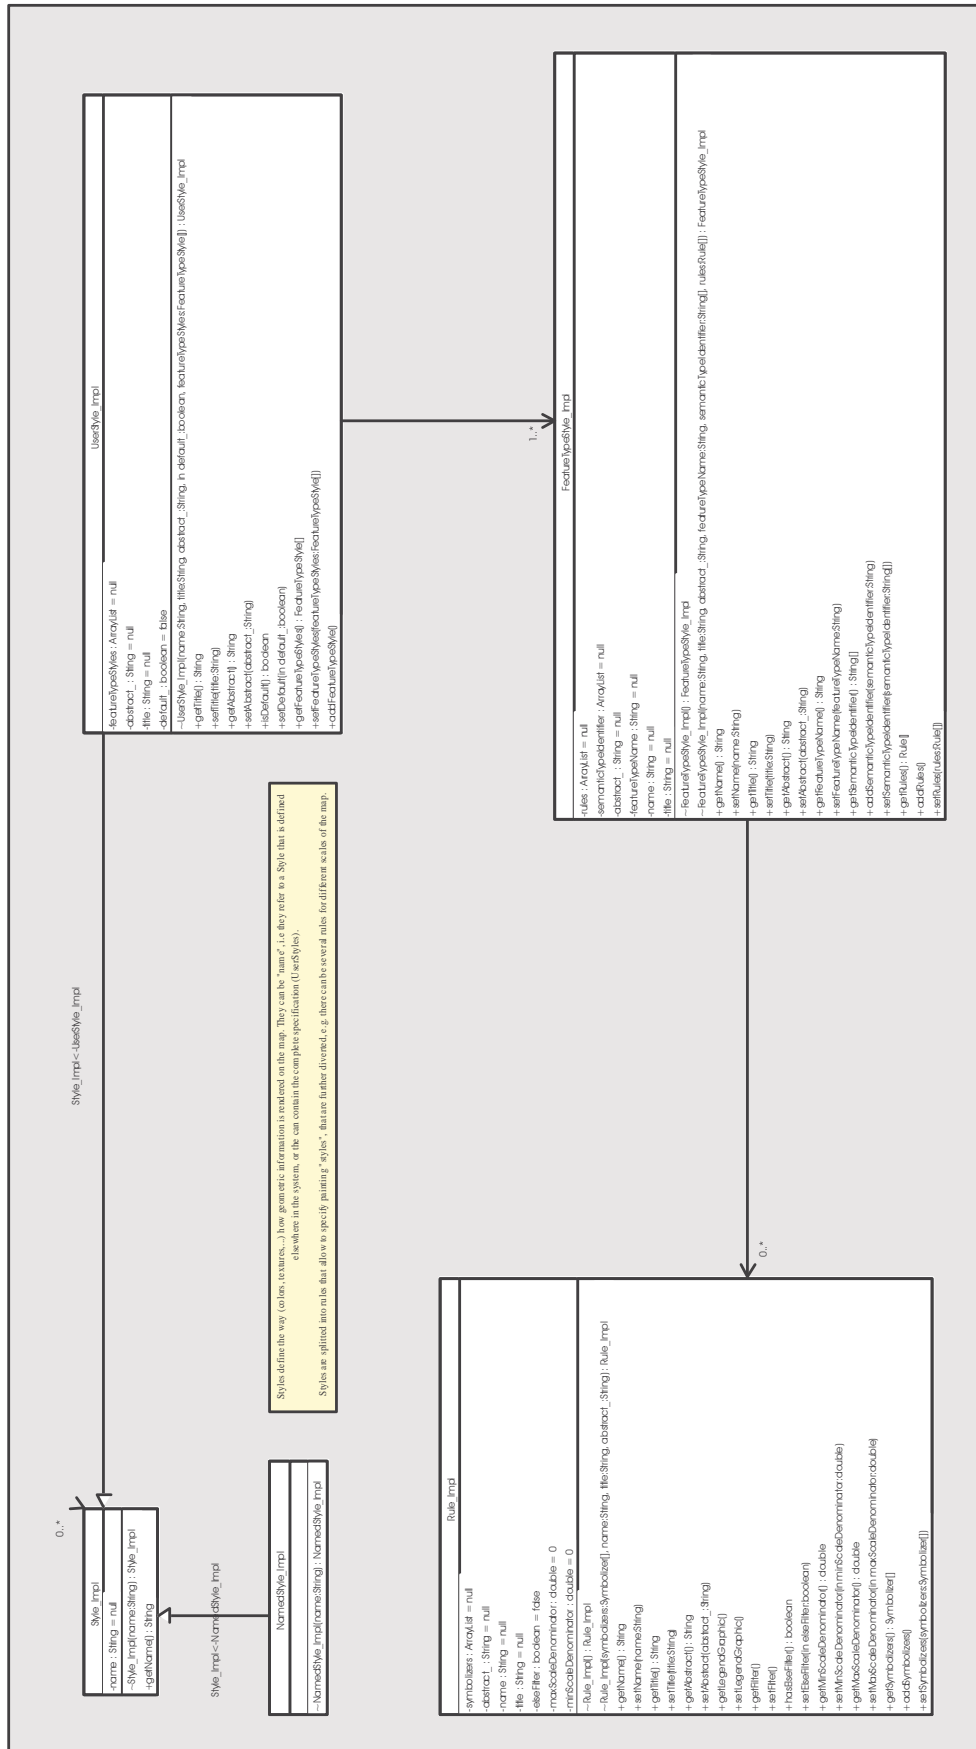 Style_Impl
-name : String = null
~Style_Impl(name:String) : Style_Impl
+getName() : String
0..*
Style_Impl<-UserStyle_Impl
UserStyle_Impl
-featureTypeStyles : ArrayList = null
-abstract_ : String = null
-title : String = null
-default_ : boolean = false
~UserStyle_Impl(name:String, title:String, abstract_:String, in default_:boolean, featureTypeStyles:FeatureTypeStyle[]) : UserStyle_Impl
+getTitle() : String
+setTitle(title:String)
+getAbstract() : String
+setAbstract(abstract_:String)
+isDefault() : boolean
+setDefault(in default_:boolean)
+getFeatureTypeStyles() : FeatureTypeStyle[]
+setFeatureTypeStyles(featureTypeStyles:FeatureTypeStyle[])
+addFeatureTypeStyle()
Style_Impl<-NamedStyle_Impl
NamedStyle_Impl
~NamedStyle_Impl(name:String) : NamedStyle_Impl
Styles define the way (colors, textures,...) how geometric information is rendered on the map. They can be "name", i.e they refer to a Style that is defined
elsewhere in the system, or the can contain the complete specification (UserStyles).
Styles are splitted into rules that allow to specify painting "styles", that are further diverted, e.g. there can be several rules for different scales of the map.
1..*
Rule_Impl
-symbolizers : ArrayList = null
-abstract_ : String = null
-name : String = null
-title : String = null
-elseFilter : boolean = false
-maxScaleDenominator : double = 0
-minScaleDenominator : double = 0
~Rule_Impl() : Rule_Impl
~Rule_Impl(symbolizers:Symbolizer[], name:String, title:String, abstract_:String) : Rule_Impl
+getName() : String
+setName(name:String)
+getTitle() : String
+setTitle(title:String)
+getAbstract() : String
+setAbstract(abstract_:String)
+getLegendGraphic()
+setLegendGraphic()
+getFilter()
+setFilter()
+hasElseFilter() : boolean
+setElseFilter(in elseFilter:boolean)
+getMinScaleDenominator() : double
+setMinScaleDenominator(in minScaleDenominator:double)
+getMaxScaleDenominator() : double
+setMaxScaleDenominator(in maxScaleDenominator:double)
+getSymbolizers() : Symbolizer[]
+addSymbolizers()
+setSymbolizers(symbolizers:Symbolizer[])
0..*
FeatureTypeStyle_Impl
-rules : ArrayList = null
-semanticTypeIdentifier : ArrayList = null
-abstract_ : String = null
-featureTypeName : String = null
-name : String = null
-title : String = null
~FeatureTypeStyle_Impl() : FeatureTypeStyle_Impl
~FeatureTypeStyle_Impl(name:String, title:String, abstract_:String, featureTypeName:String, semanticTypeIdentifier:String[], rules:Rule[]) : FeatureTypeStyle_Impl
+getName() : String
+setName(name:String)
+getTitle() : String
+setTitle(title:String)
+getAbstract() : String
+setAbstract(abstract_:String)
+getFeatureTypeName() : String
+setFeatureTypeName(featureTypeName:String)
+getSemanticTypeIdentifier() : String[]
+addSemanticTypeIdentifier(semanticTypeIdentifier:String)
+setSemanticTypeIdentifier(semanticTypeIdentifier:String[])
+getRules() : Rule[]
+addRules()
+setRules(rules:Rule[])